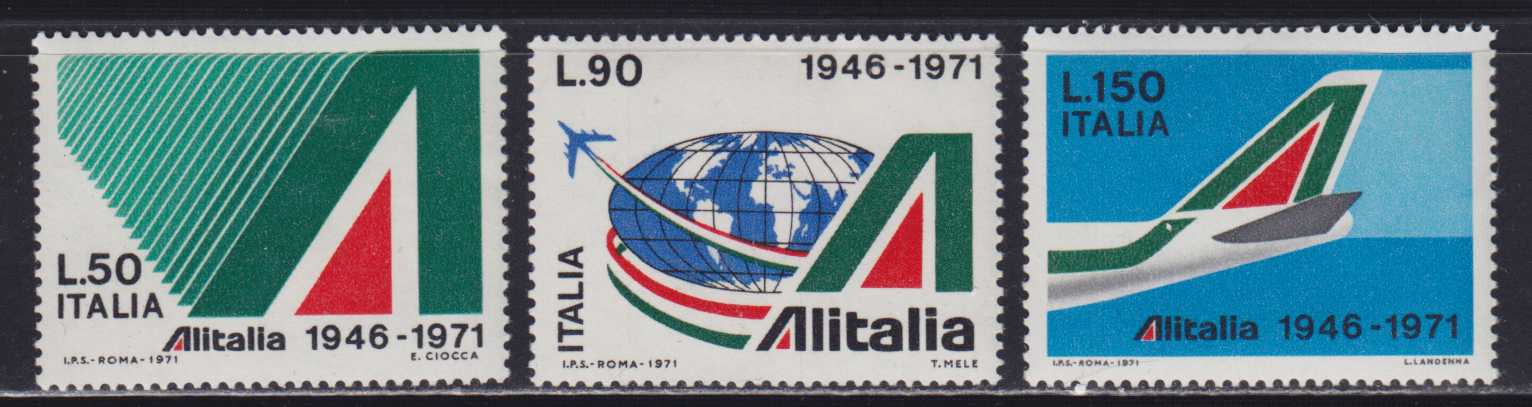 L.50
ITALIA
Alitalia 1946-1971
I.P.S.-ROMA-1971 E. CIOCCA
L.90 1946-1971
ITALIA
Alitalia
I.P.S.-ROMA-1971 T. MELE
L.150
ITALIA
Alitalia 1946-1971
I.P.S.-ROMA-1971 L. LANDENNA